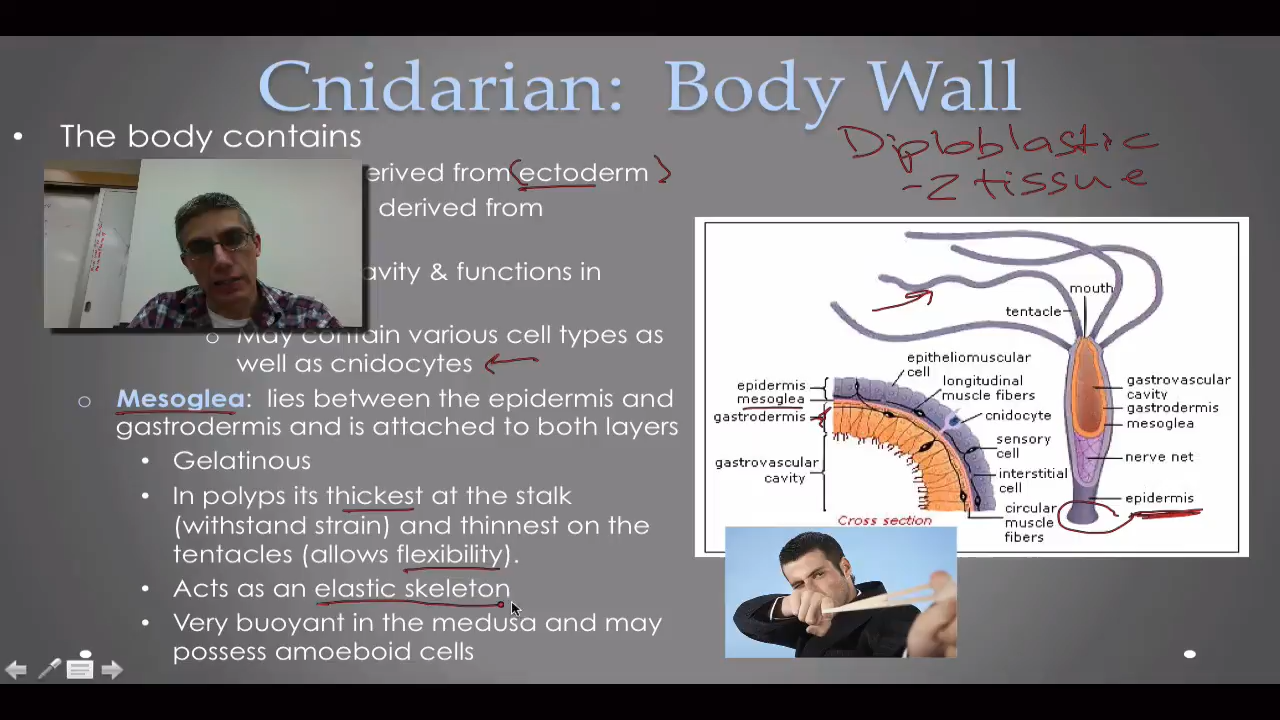 Cnidarian: Body Wall
• The body contains
Diploblastic
-2 tissue
erived from (ectoderm)
derived from
avity & functions in
o May contain various cell types as
well as cnidocytes
o Mesoglea: lies between the epidermis and
gastrodermis and is attached to both layers
• Gelatinous
• In polyps its thickest at the stalk
(withstand strain) and thinnest on the
tentacles (allows flexibility).
• Acts as an elastic skeleton
• Very buoyant in the medusa and may
possess amoeboid cells
mouth
tentacle
epitheliomuscular
cell
epidermis
mesoglea
gastrodermis
longitudinal
muscle fibers
cnidocyte
gastrovascular
cavity
sensory
cell
interstitial
cell
circular
muscle
fibers
Cross section
gastrovascular
cavity
gastrodermis
mesoglea
nerve net
epidermis